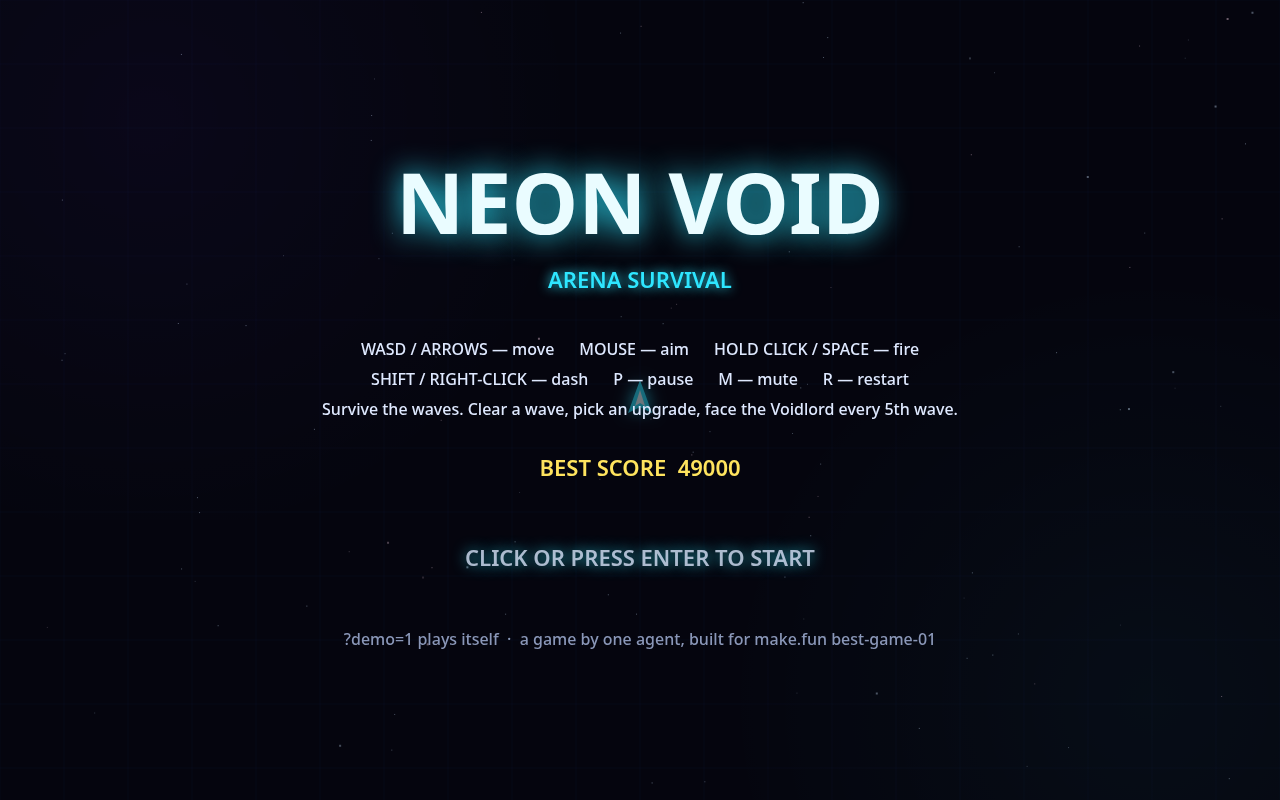 NEON VOID
ARENA SURVIVAL
WASD / ARROWS — move MOUSE — aim HOLD CLICK / SPACE — fire
SHIFT / RIGHT-CLICK — dash P — pause M — mute R — restart
Survive the waves. Clear a wave, pick an upgrade, face the Voidlord every 5th wave.
BEST SCORE 49000
CLICK OR PRESS ENTER TO START
?demo=1 plays itself · a game by one agent, built for make.fun best-game-01